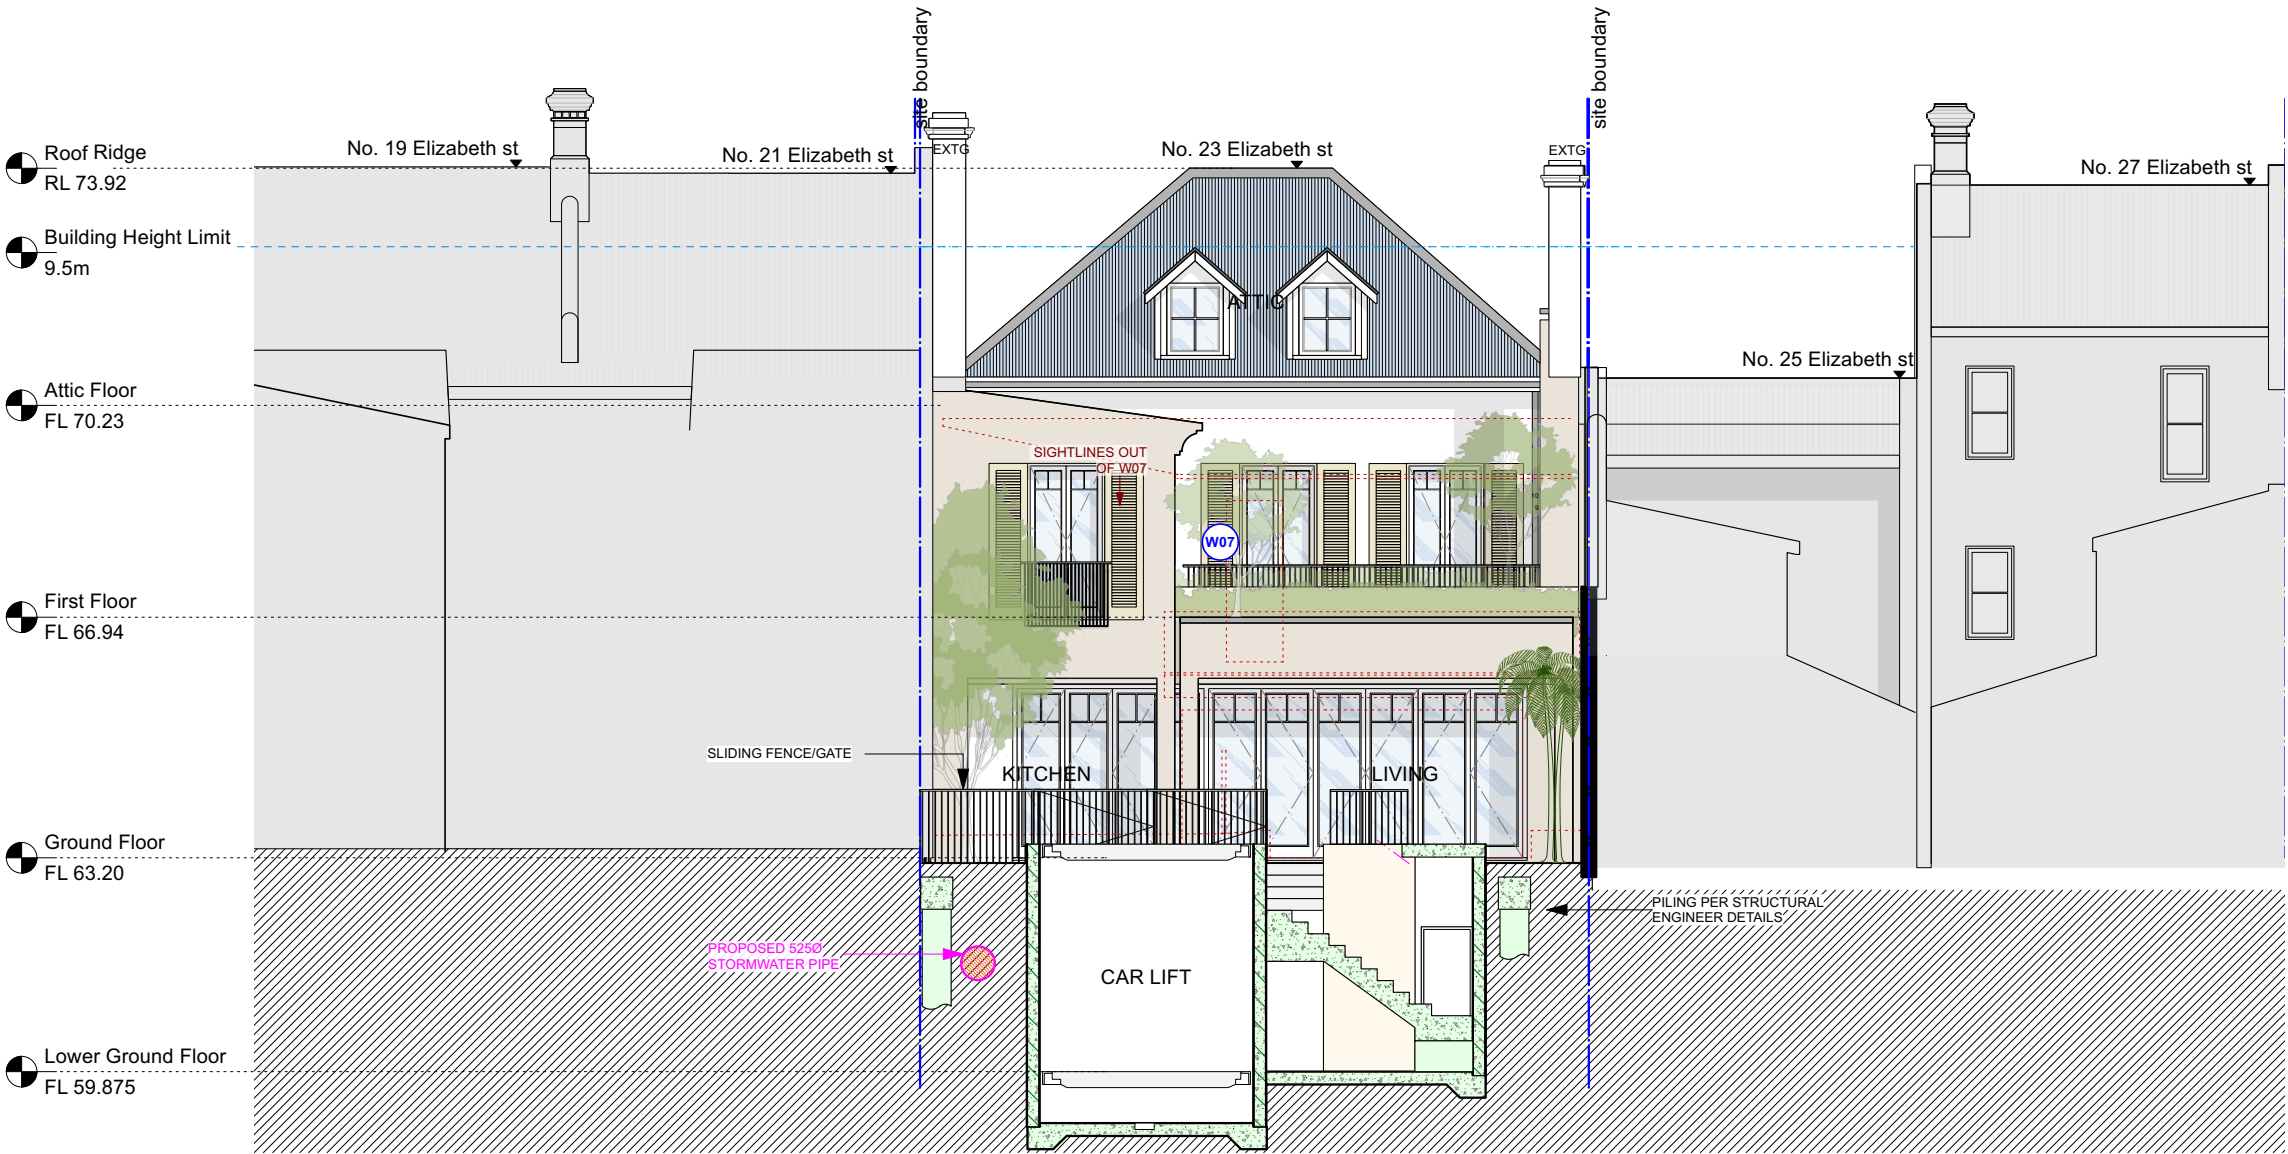 site boundary
site boundary
Roof Ridge
RL 73.92
No. 19 Elizabeth st
No. 21 Elizabeth st
EXTG
No. 23 Elizabeth st
EXTG
No. 27 Elizabeth st
Building Height Limit
9.5m
ATTIC
No. 25 Elizabeth st
Attic Floor
FL 70.23
SIGHTLINES OUT
OF W07
10
9
W07
First Floor
FL 66.94
SLIDING FENCE/GATE
KITCHEN
LIVING
Ground Floor
FL 63.20
PILING PER STRUCTURAL
ENGINEER DETAILS
PROPOSED 525Ø
STORMWATER PIPE
CAR LIFT
Lower Ground Floor
FL 59.875